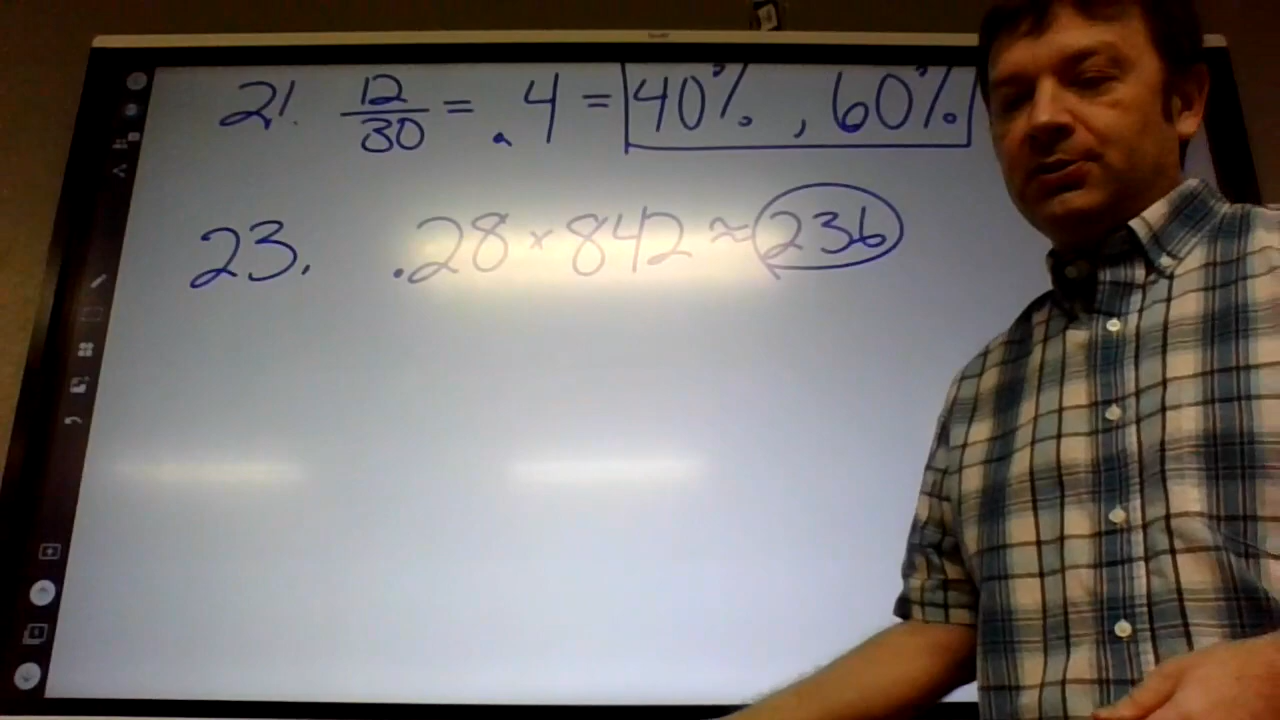 21. 12/30 = .4 = 40%, 60%
23. .28 × 842 ≈ 236